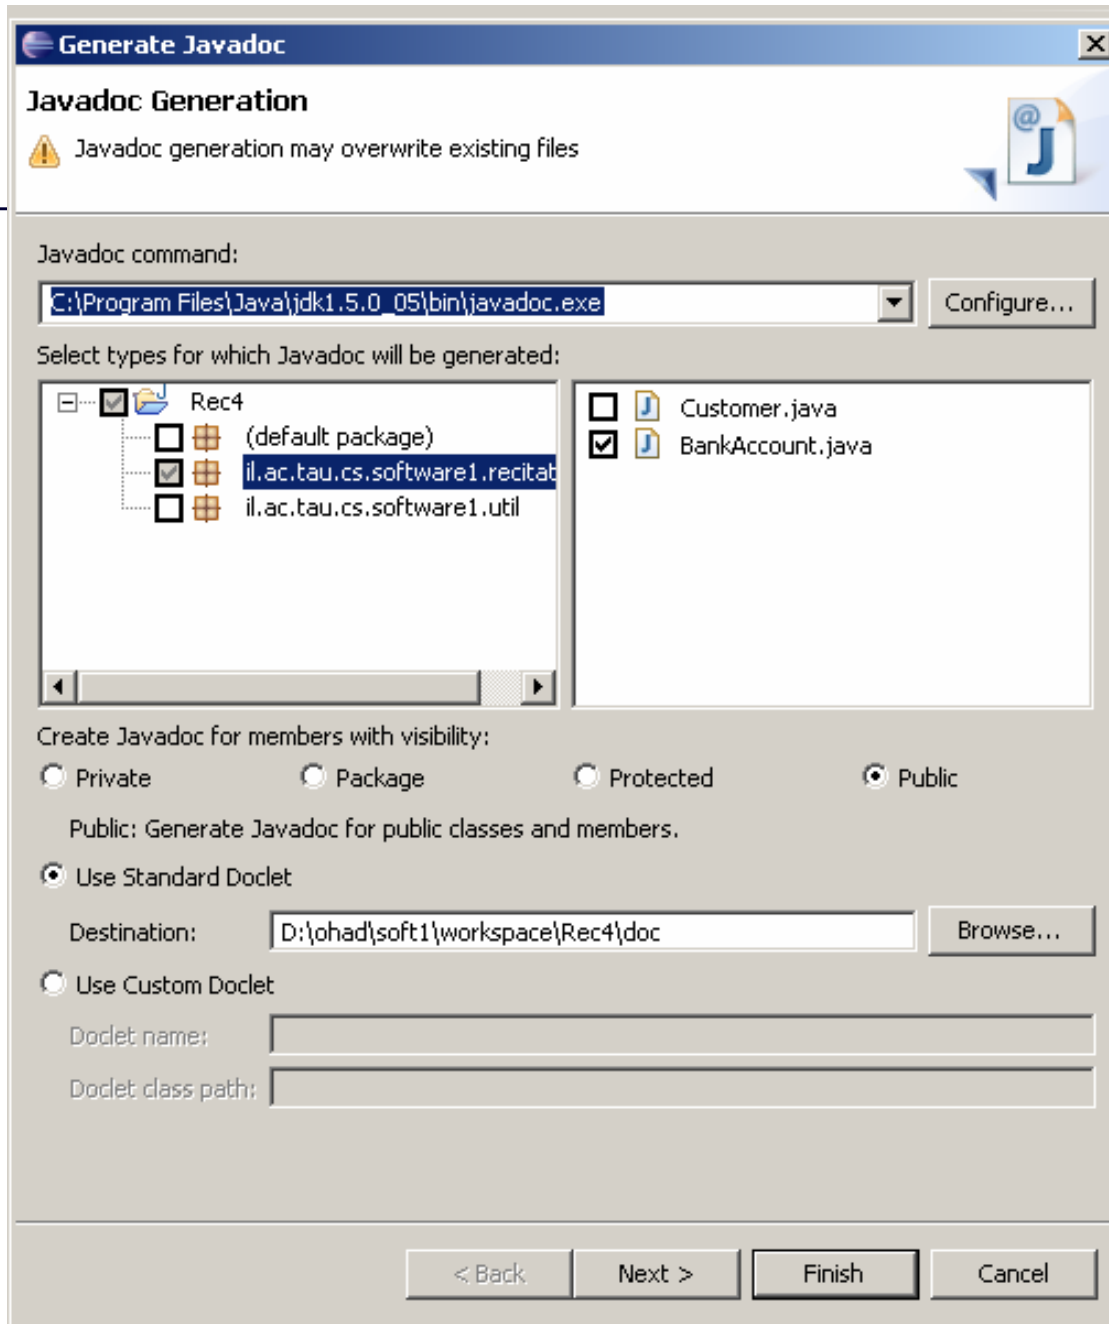 Generate Javadoc
Javadoc Generation
Javadoc generation may overwrite existing files
Javadoc command:
C:\Program Files\Java\jdk1.5.0_05\bin\javadoc.exe
Configure...
Select types for which Javadoc will be generated:
Rec4
(default package)
il.ac.tau.cs.software1.recitat
il.ac.tau.cs.software1.util
Customer.java
BankAccount.java
Create Javadoc for members with visibility:
Private Package Protected Public
Public: Generate Javadoc for public classes and members.
Use Standard Doclet
Destination: D:\ohad\soft1\workspace\Rec4\doc Browse...
Use Custom Doclet
Doclet name:
Doclet class path:
< Back Next > Finish Cancel